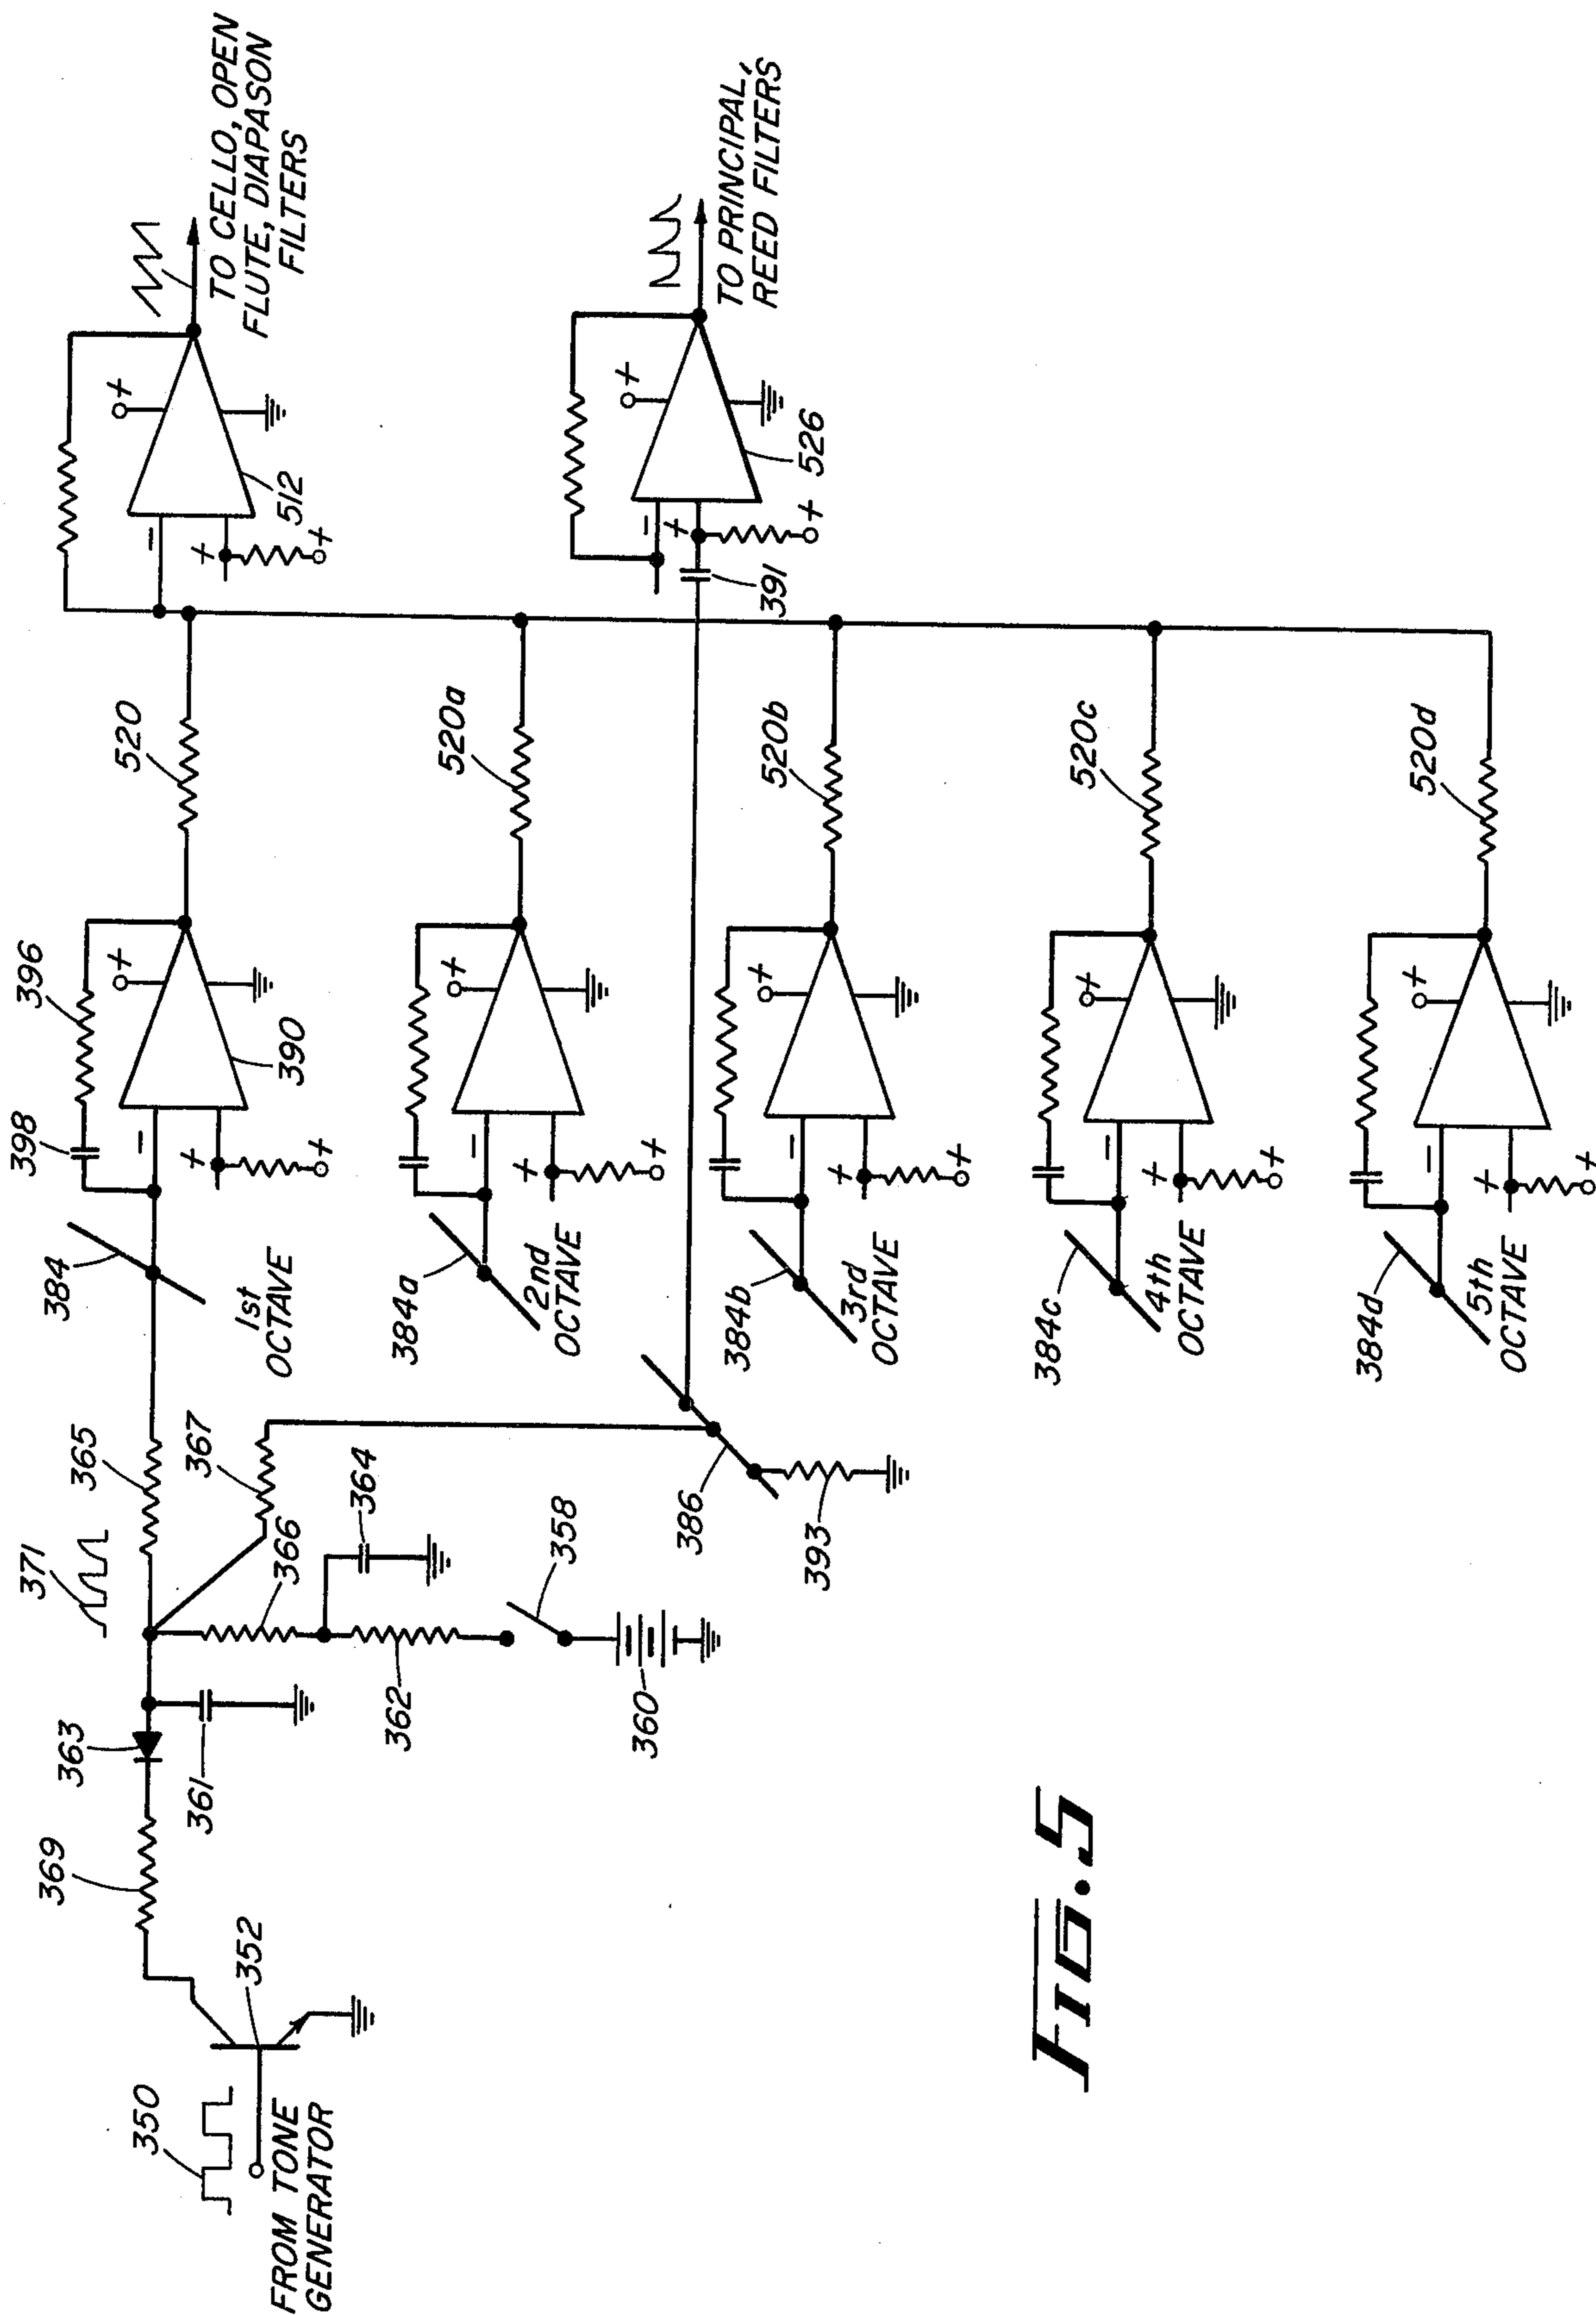 350
FROM TONE
GENERATOR
352
369
363
361
371
365
367
366
364
362
358
360
386
393
384
1st
OCTAVE
398
396
390
520
384a
2nd
OCTAVE
520a
384b
3rd
OCTAVE
520b
384c
4th
OCTAVE
520c
384d
5th
OCTAVE
520d
512
TO CELLO, OPEN
FLUTE, DIAPASON
FILTERS
391
526
TO PRINCIPAL,
REED FILTERS
FIG. 5